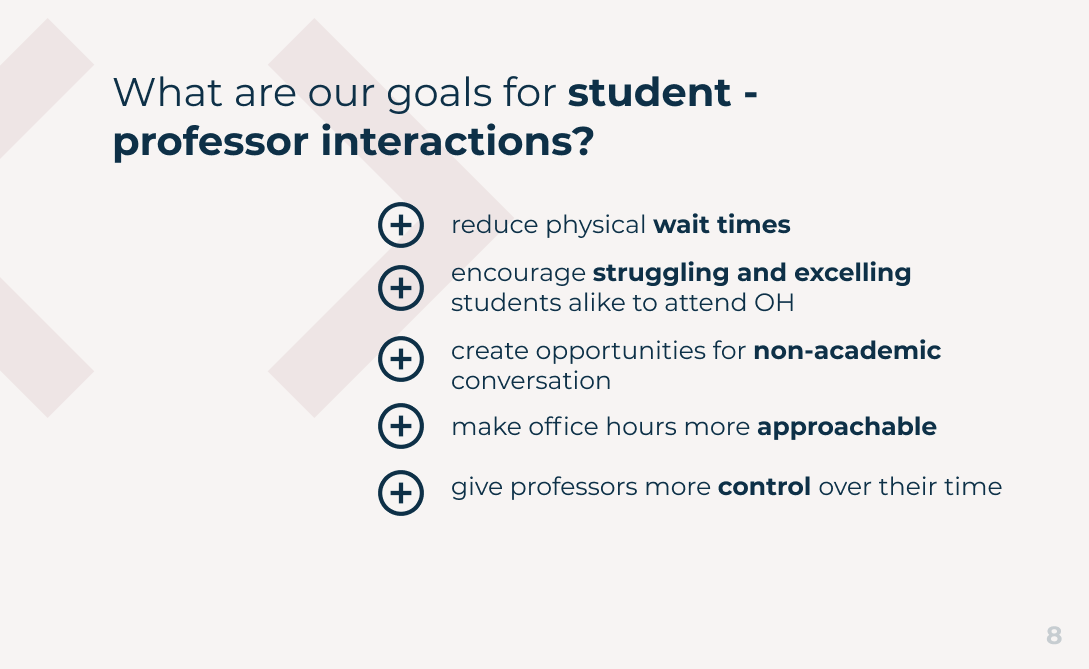 What are our goals for student -
professor interactions?
reduce physical wait times
encourage struggling and excelling
students alike to attend OH
create opportunities for non-academic
conversation
make office hours more approachable
give professors more control over their time
8